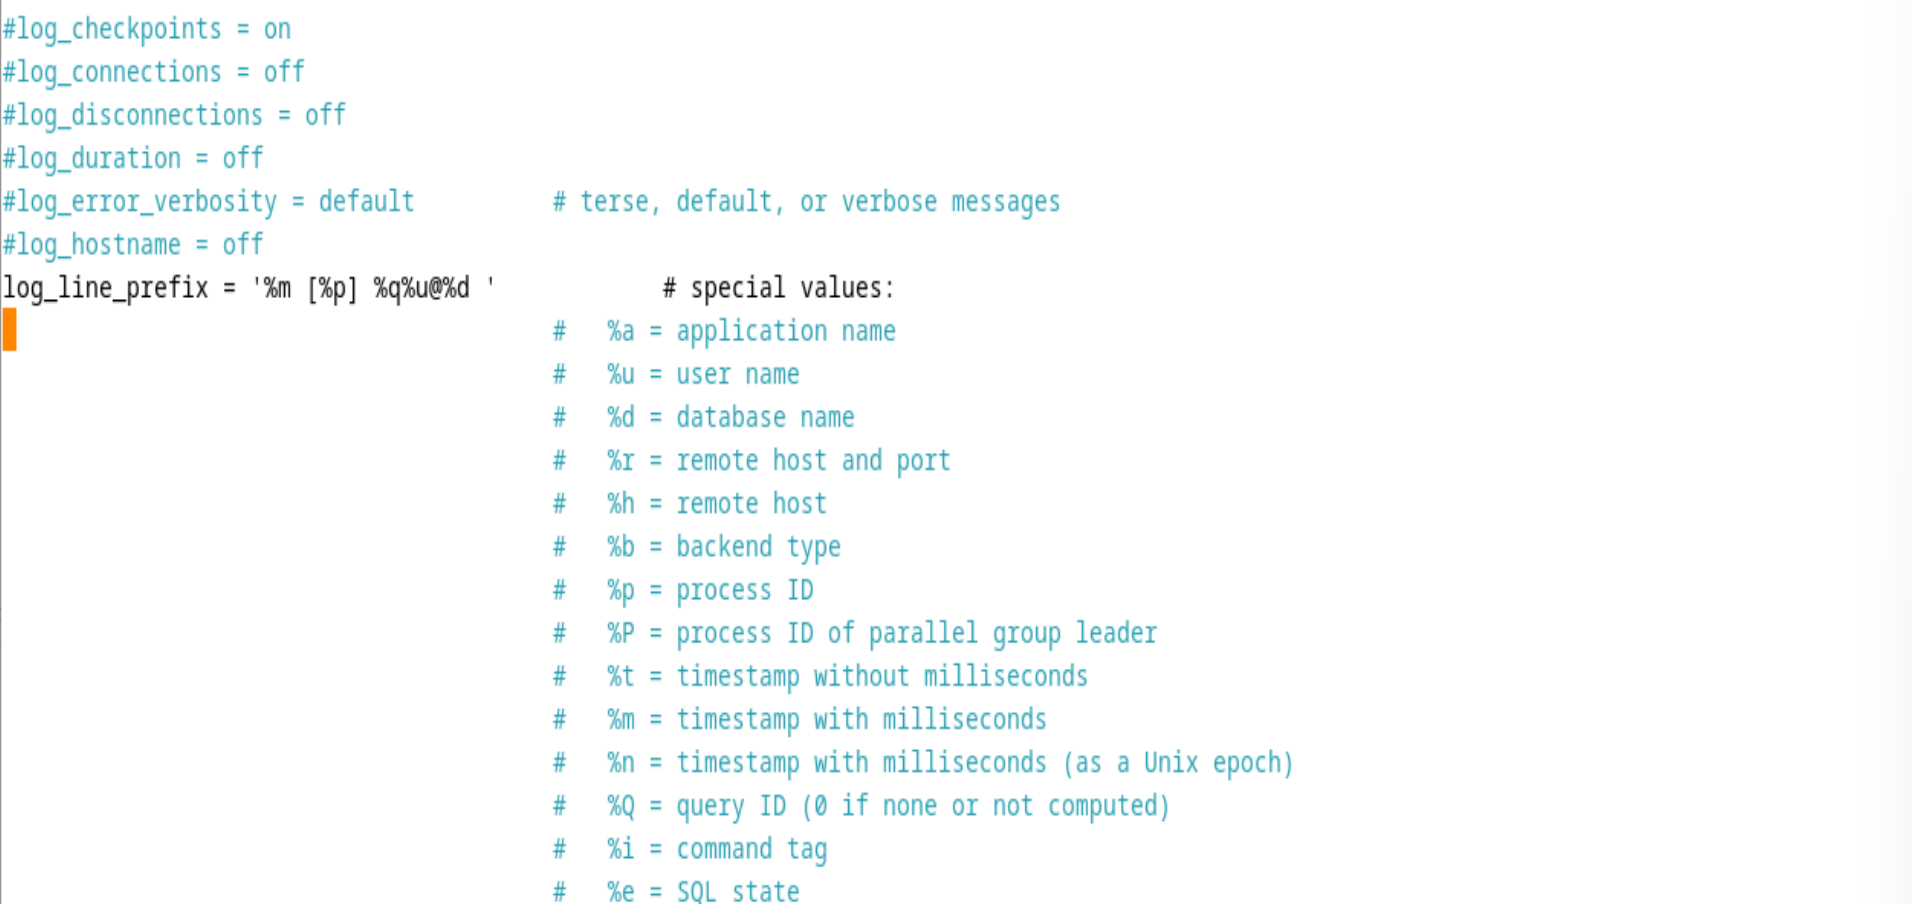 #log_checkpoints = on
#log_connections = off
#log_disconnections = off
#log_duration = off
#log_error_verbosity = default          # terse, default, or verbose messages
#log_hostname = off
log_line_prefix = '%m [%p] %q%u@%d '            # special values:
                                        #   %a = application name
                                        #   %u = user name
                                        #   %d = database name
                                        #   %r = remote host and port
                                        #   %h = remote host
                                        #   %b = backend type
                                        #   %p = process ID
                                        #   %P = process ID of parallel group leader
                                        #   %t = timestamp without milliseconds
                                        #   %m = timestamp with milliseconds
                                        #   %n = timestamp with milliseconds (as a Unix epoch)
                                        #   %Q = query ID (0 if none or not computed)
                                        #   %i = command tag
                                        #   %e = SQL state